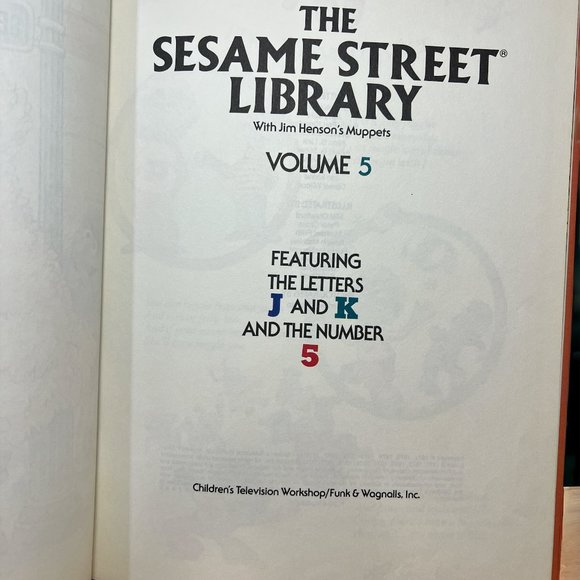 THE
SESAME STREET®
LIBRARY
With Jim Henson's Muppets
VOLUME 5
FEATURING
THE LETTERS
J AND K
AND THE NUMBER
5
Children's Television Workshop/Funk & Wagnalls, Inc.